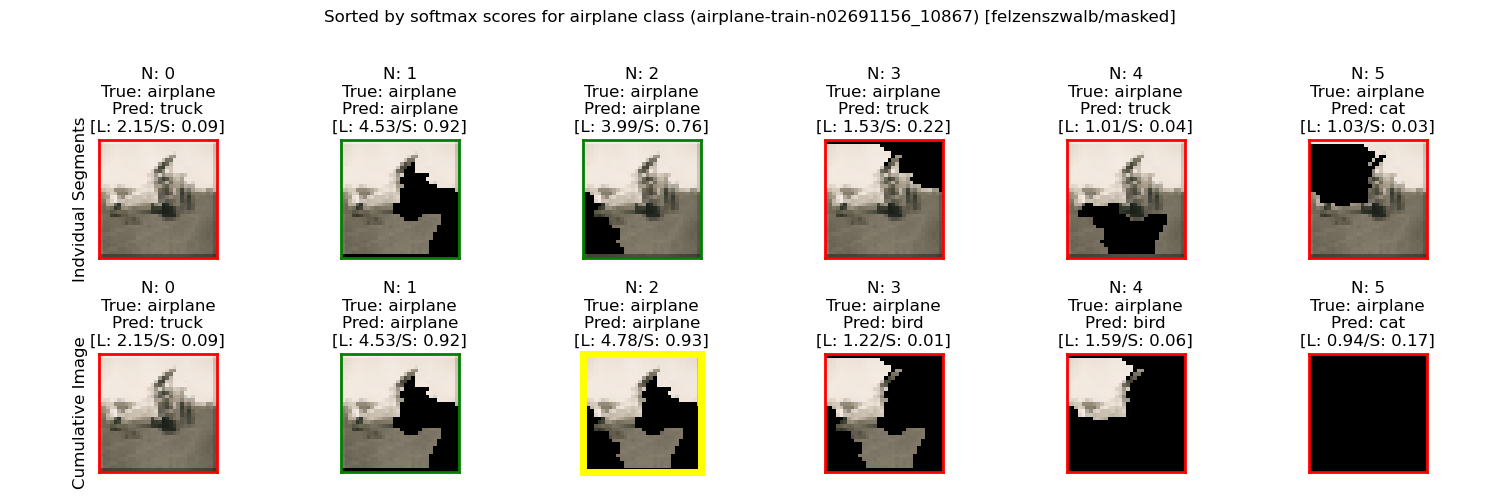 Sorted by softmax scores for airplane class (airplane-train-n02691156_10867) [felzenszwalb/masked]
Indvidual Segments
N: 0
True: airplane
Pred: truck
[L: 2.15/S: 0.09]
N: 1
True: airplane
Pred: airplane
[L: 4.53/S: 0.92]
N: 2
True: airplane
Pred: airplane
[L: 3.99/S: 0.76]
N: 3
True: airplane
Pred: truck
[L: 1.53/S: 0.22]
N: 4
True: airplane
Pred: truck
[L: 1.01/S: 0.04]
N: 5
True: airplane
Pred: cat
[L: 1.03/S: 0.03]
Cumulative Image
N: 0
True: airplane
Pred: truck
[L: 2.15/S: 0.09]
N: 1
True: airplane
Pred: airplane
[L: 4.53/S: 0.92]
N: 2
True: airplane
Pred: airplane
[L: 4.78/S: 0.93]
N: 3
True: airplane
Pred: bird
[L: 1.22/S: 0.01]
N: 4
True: airplane
Pred: bird
[L: 1.59/S: 0.06]
N: 5
True: airplane
Pred: cat
[L: 0.94/S: 0.17]